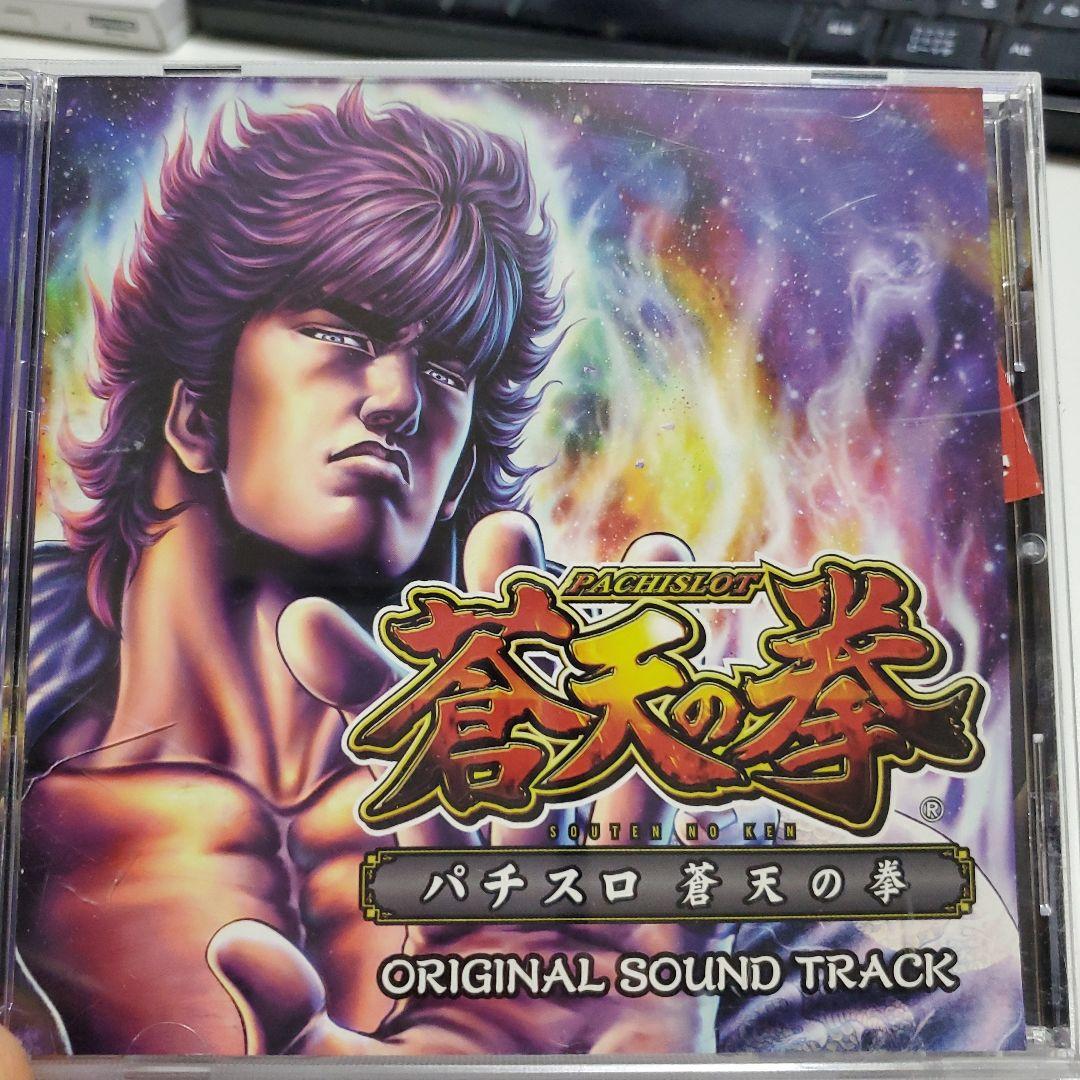 PACHISLOT
蒼天の拳
®
SOUTEN NO KEN
パチスロ 蒼天の拳
ORIGINAL SOUND TRACK